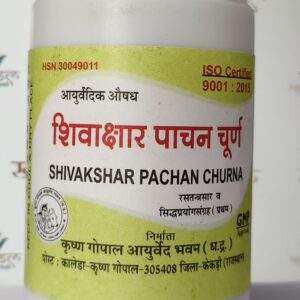 HSN 30049011
ISO Certified
9001 : 2015
आयुर्वेदिक औषध
शिवाक्षार पाचन चूर्ण
SHIVAKSHAR PACHAN CHURNA
रसतन्त्रसार व
सिद्धप्रयोगसंग्रह (प्रथम)
GMP
निर्माता
कृष्ण गोपाल आयुर्वेद भवन (ध.ट्र.)
पोस्ट : कालेड़ा-कृष्ण गोपाल-305408 जिला-केकड़ी (राजस्थान)